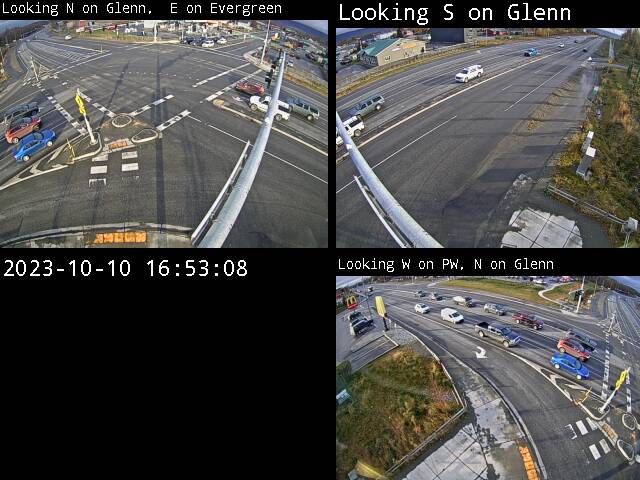 Looking N on Glenn,  E on Evergreen
Looking S on Glenn
2023-10-10 16:53:08
Looking W on PW, N on Glenn